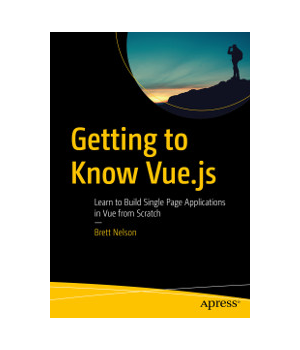 Getting to
Know Vue.js
Learn to Build Single Page Applications
in Vue from Scratch
—
Brett Nelson
Apress®